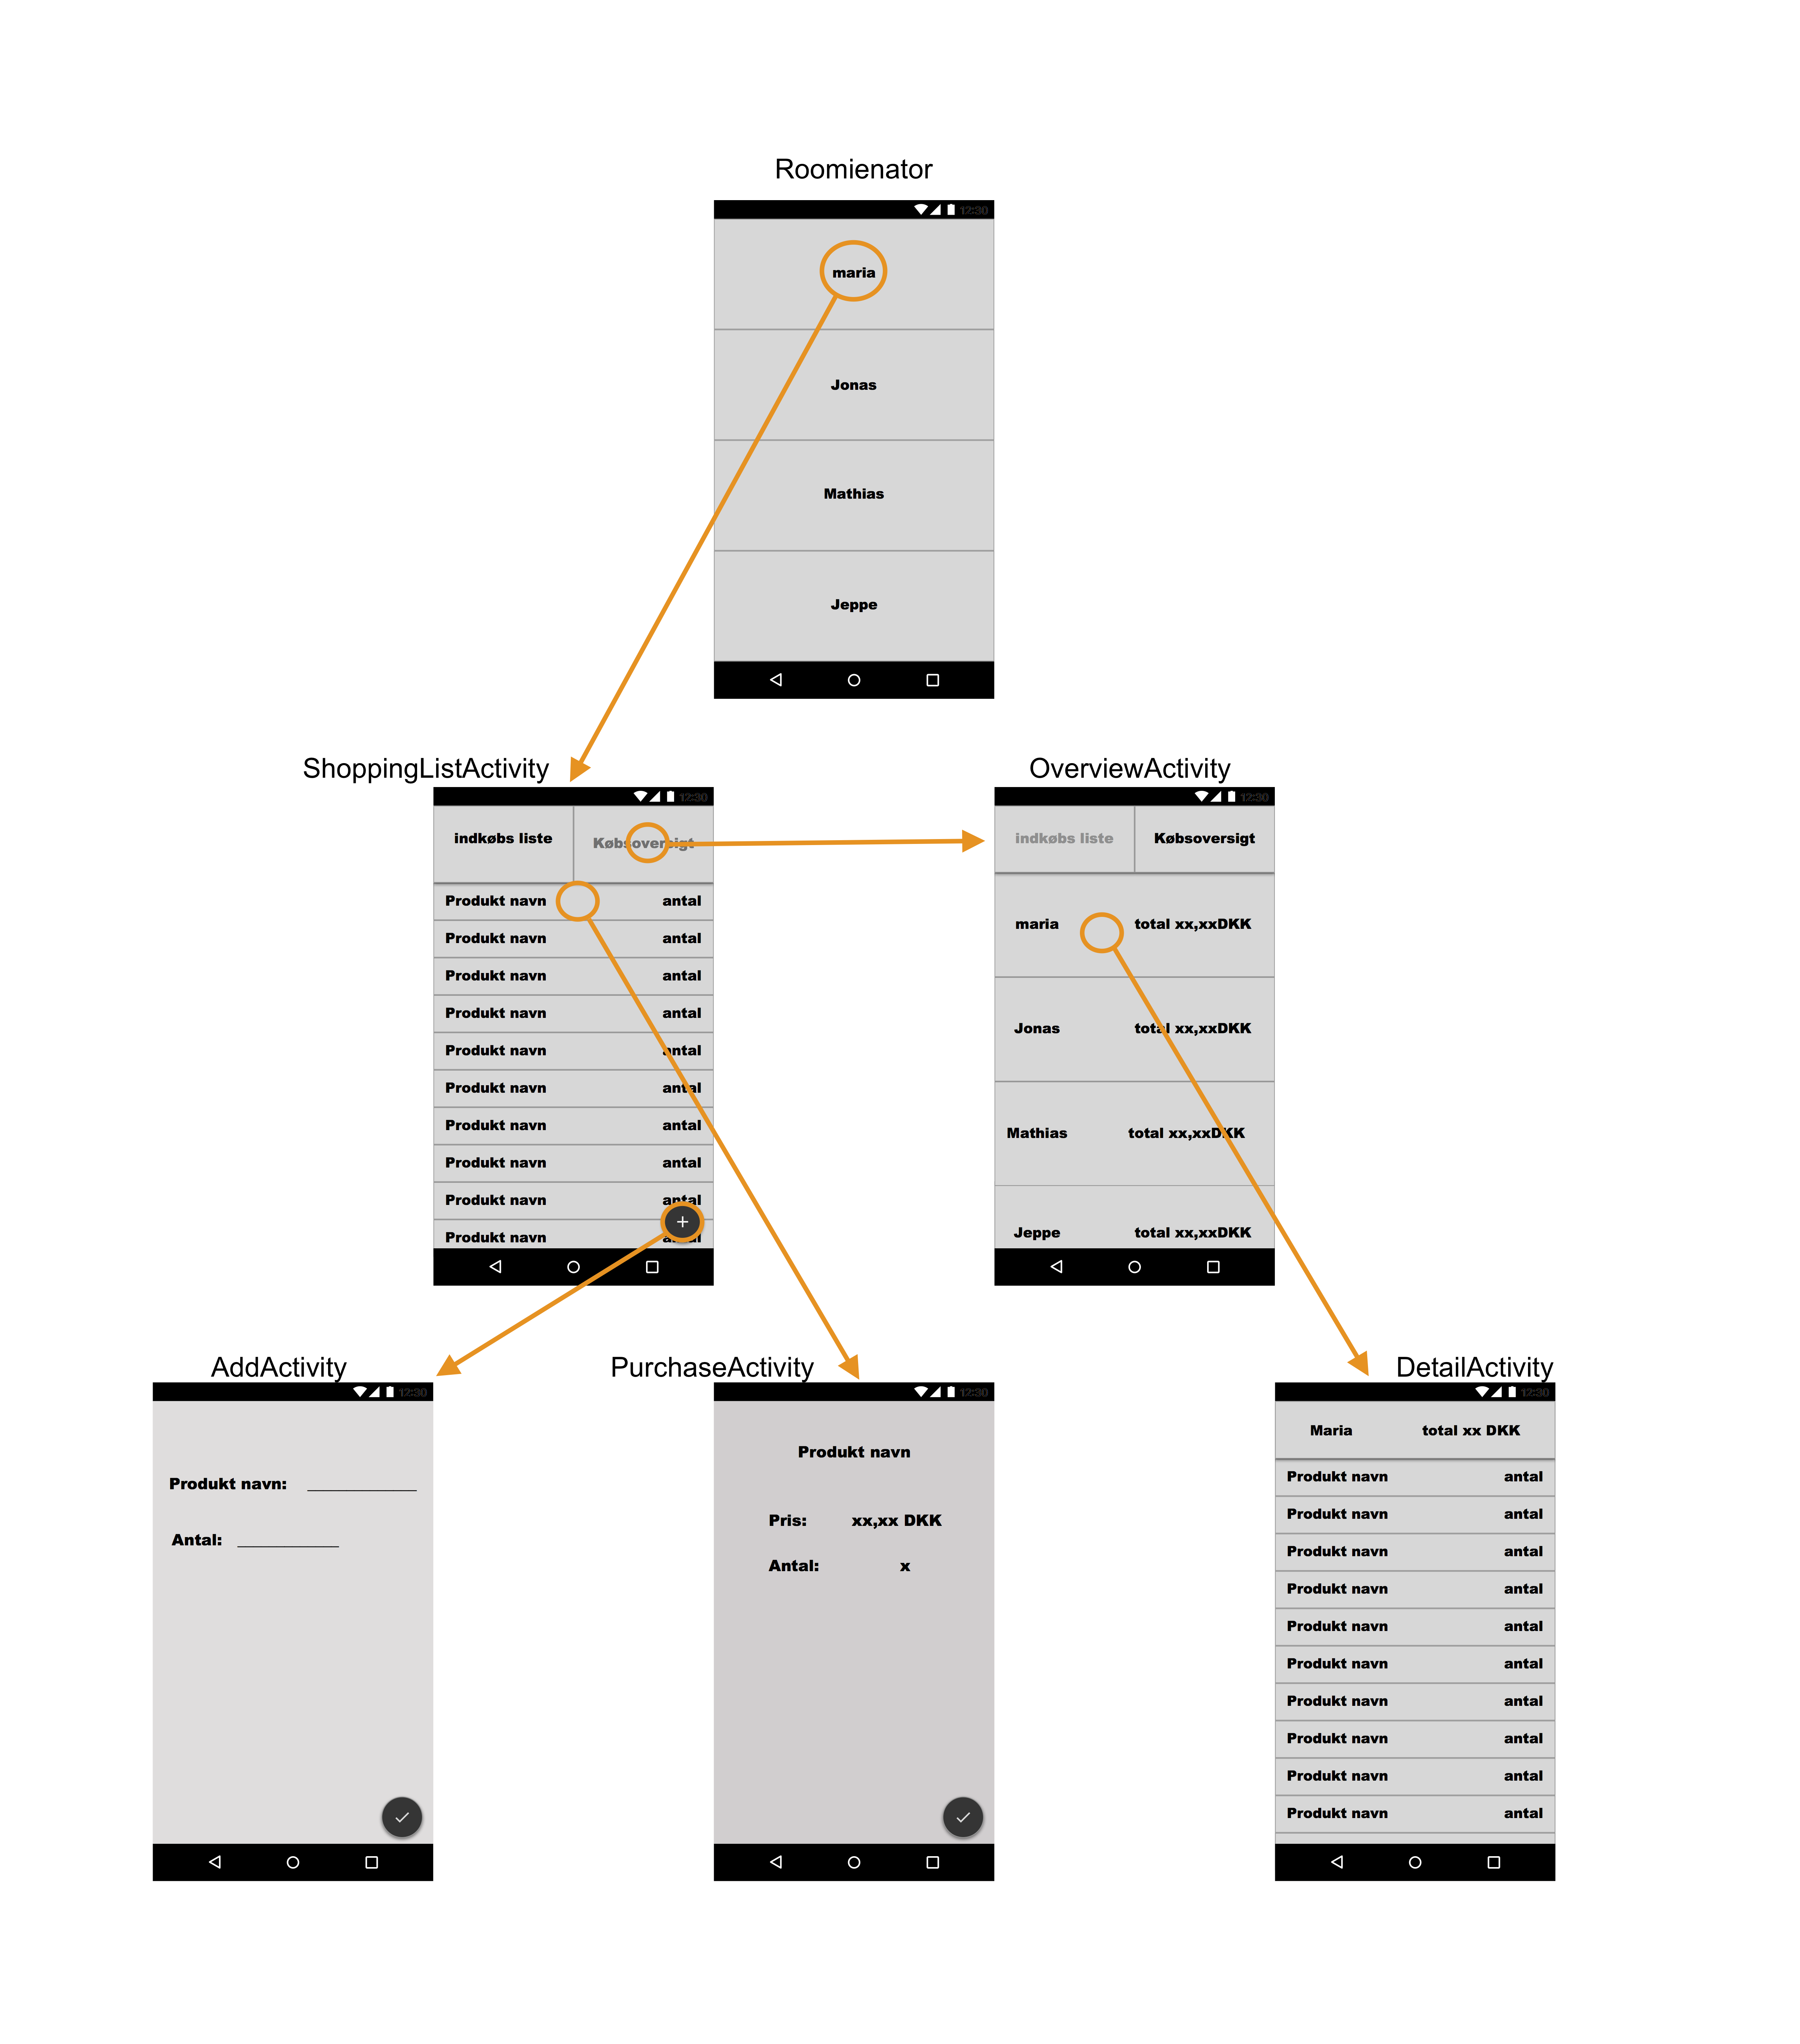 Roomienator
12:30
maria
Jonas
Mathias
Jeppe
ShoppingListActivity
12:30
indkøbs liste Købsoversigt
Produkt navn antal
Produkt navn antal
Produkt navn antal
Produkt navn antal
Produkt navn antal
Produkt navn antal
Produkt navn antal
Produkt navn antal
Produkt navn antal
Produkt navn antal
OverviewActivity
12:30
indkøbs liste Købsoversigt
maria total xx,xxDKK
Jonas total xx,xxDKK
Mathias total xx,xxDKK
Jeppe total xx,xxDKK
AddActivity
12:30
Produkt navn:
Antal:
PurchaseActivity
12:30
Produkt navn
Pris: xx,xx DKK
Antal: x
DetailActivity
12:30
Maria total xx DKK
Produkt navn antal
Produkt navn antal
Produkt navn antal
Produkt navn antal
Produkt navn antal
Produkt navn antal
Produkt navn antal
Produkt navn antal
Produkt navn antal
Produkt navn antal